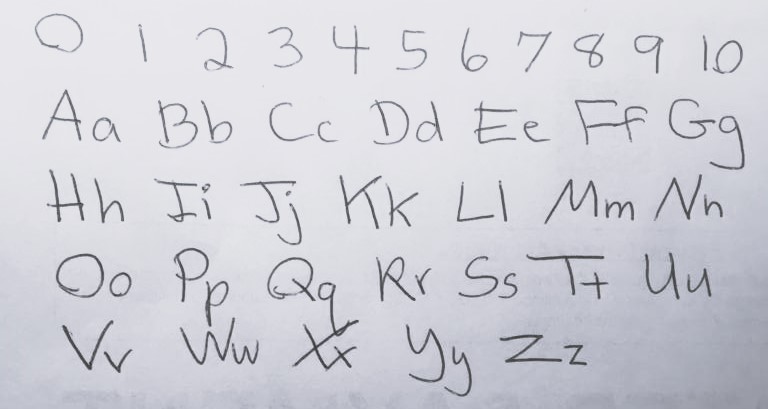 0 1 2 3 4 5 6 7 8 9 10
Aa Bb Cc Dd Ee Ff Gg
Hh Ii Jj Kk Ll Mm Nn
Oo Pp Qq Rr Ss Tt Uu
Vv Ww Xx Yy Zz